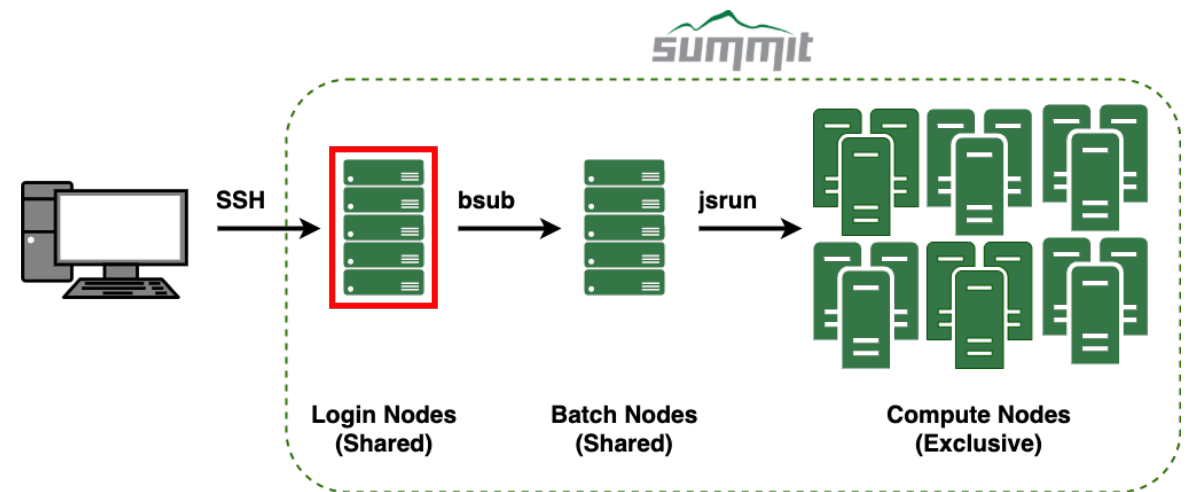 summit
SSH
bsub
jsrun
Login Nodes
(Shared)
Batch Nodes
(Shared)
Compute Nodes
(Exclusive)